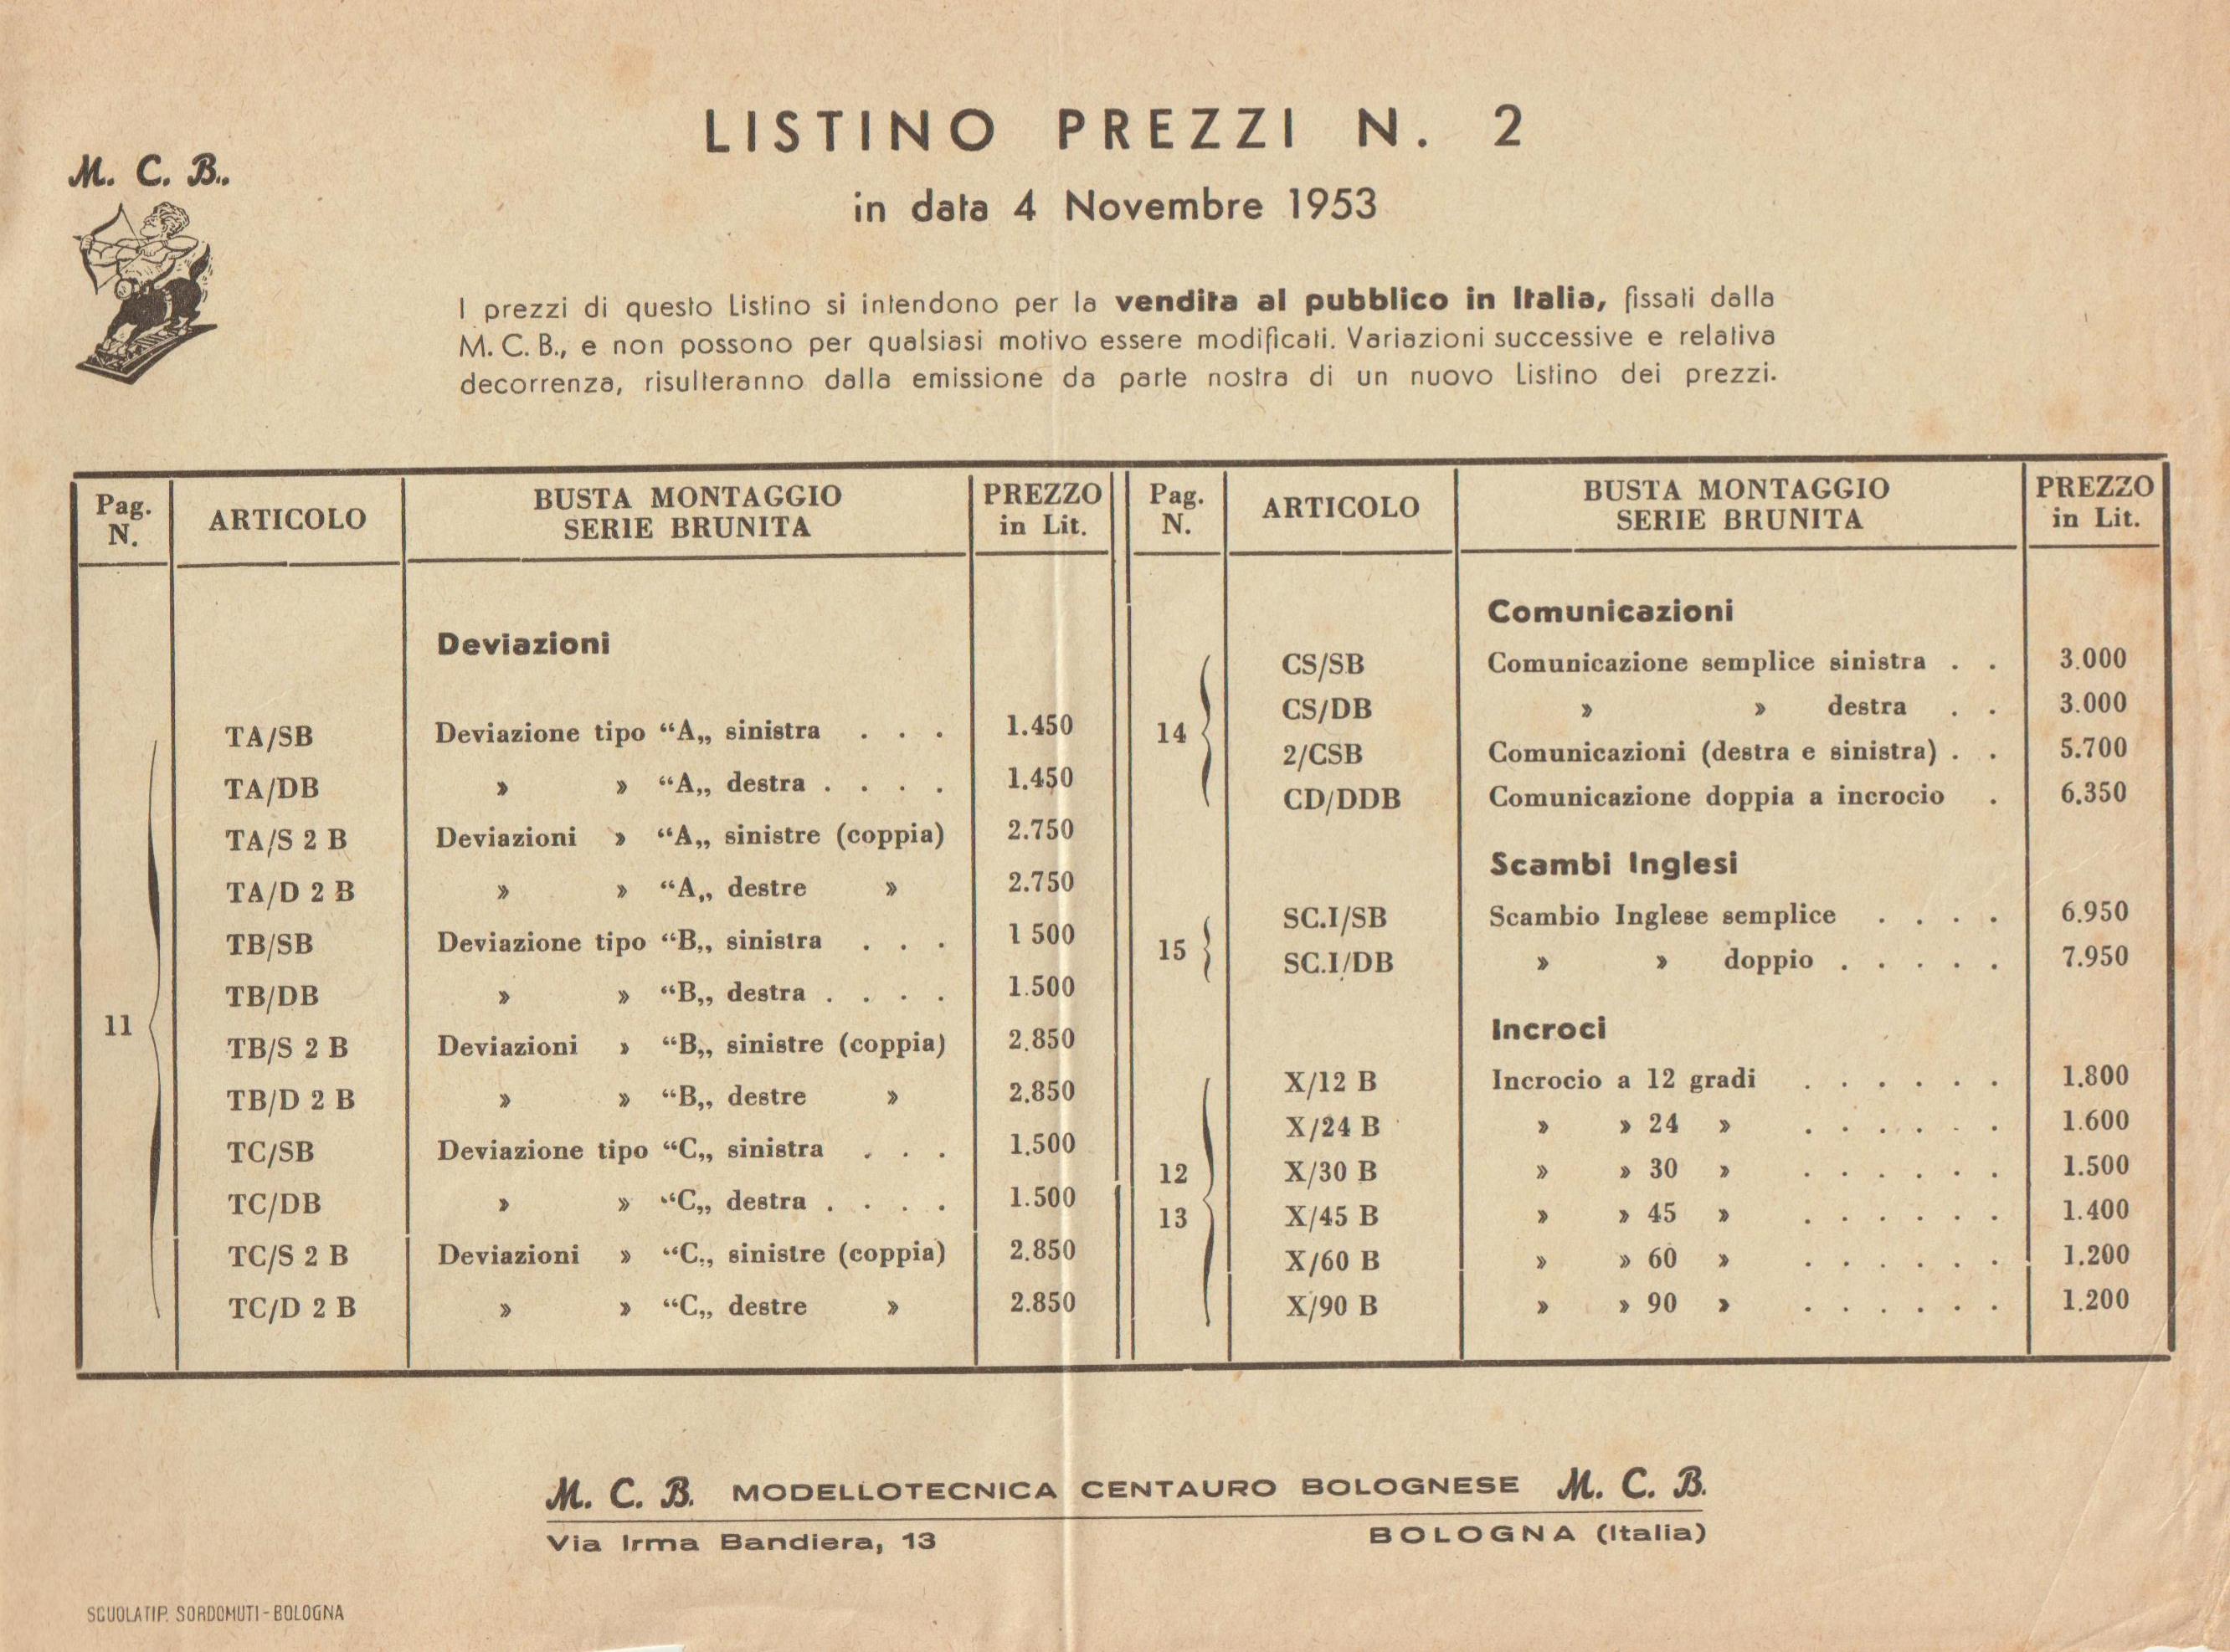 LISTINO PREZZI N. 2
in data 4 Novembre 1953
M. C. B.
I prezzi di questo Listino si intendono per la vendita al pubblico in Italia, fissati dalla
M. C. B., e non possono per qualsiasi motivo essere modificati. Variazioni successive e relativa
decorrenza, risulteranno dalla emissione da parte nostra di un nuovo Listino dei prezzi.
Pag. N. ARTICOLO BUSTA MONTAGGIO SERIE BRUNITA PREZZO in Lit.
Deviazioni
11
TA/SB Deviazione tipo “A„ sinistra . . . 1.450
TA/DB » » “A„ destra . . . . 1.450
TA/S 2 B Deviazioni » “A„ sinistre (coppia) 2.750
TA/D 2 B » » “A„ destre » 2.750
TB/SB Deviazione tipo “B„ sinistra . . . 1 500
TB/DB » » “B„ destra . . . . 1.500
TB/S 2 B Deviazioni » “B„ sinistre (coppia) 2.850
TB/D 2 B » » “B„ destre » 2.850
TC/SB Deviazione tipo “C„ sinistra . . . 1.500
TC/DB » » “C„ destra . . . . 1.500
TC/S 2 B Deviazioni » “C„ sinistre (coppia) 2.850
TC/D 2 B » » “C„ destre » 2.850
Pag. N. ARTICOLO BUSTA MONTAGGIO SERIE BRUNITA PREZZO in Lit.
Comunicazioni
14
CS/SB Comunicazione semplice sinistra . . 3.000
CS/DB » » destra . . 3.000
2/CSB Comunicazioni (destra e sinistra) . . 5.700
CD/DDB Comunicazione doppia a incrocio . 6.350
Scambi Inglesi
15
SC.I/SB Scambio Inglese semplice . . . . 6.950
SC.I/DB » » doppio . . . . . 7.950
Incroci
12
13
X/12 B Incrocio a 12 gradi . . . . . . 1.800
X/24 B » » 24 » . . . . . . 1.600
X/30 B » » 30 » . . . . . . 1.500
X/45 B » » 45 » . . . . . . 1.400
X/60 B » » 60 » . . . . . . 1.200
X/90 B » » 90 » . . . . . . 1.200
M. C. B. MODELLOTECNICA CENTAURO BOLOGNESE M. C. B.
Via Irma Bandiera, 13 BOLOGNA (Italia)
SCUOLA TIP. SORDOMUTI - BOLOGNA